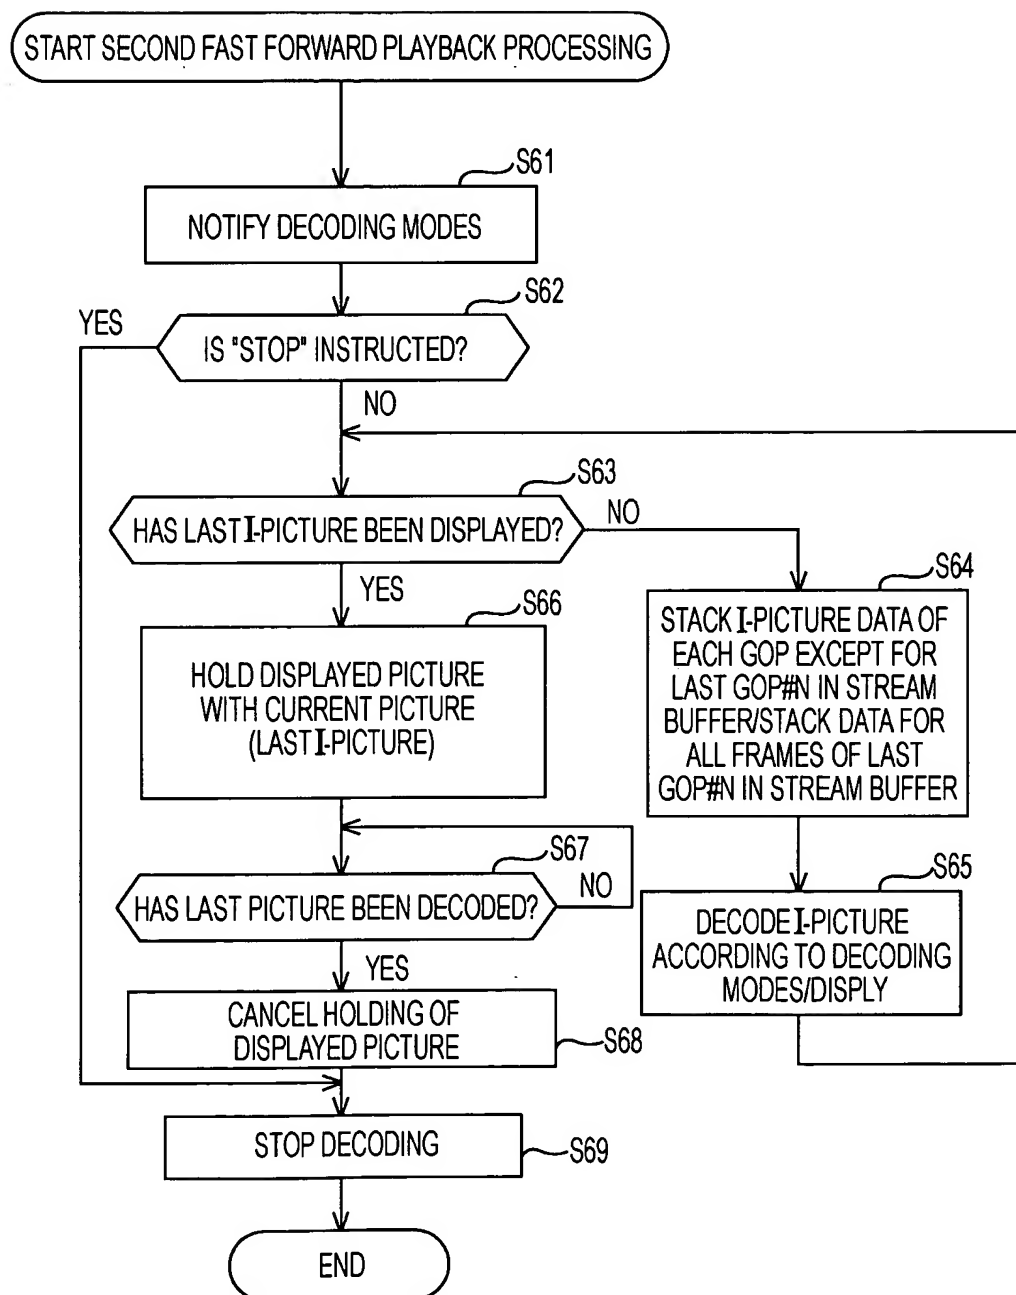 START SECOND FAST FORWARD PLAYBACK PROCESSING
S61
NOTIFY DECODING MODES
S62
YES
IS "STOP" INSTRUCTED?
NO
S63
HAS LAST I-PICTURE BEEN DISPLAYED?
NO
YES
S64
STACK I-PICTURE DATA OF
EACH GOP EXCEPT FOR
LAST GOP#N IN STREAM
BUFFER/STACK DATA FOR
ALL FRAMES OF LAST
GOP#N IN STREAM BUFFER
S66
HOLD DISPLAYED PICTURE
WITH CURRENT PICTURE
(LAST I-PICTURE)
S67
HAS LAST PICTURE BEEN DECODED?
NO
YES
S65
DECODE I-PICTURE
ACCORDING TO DECODING
MODES/DISPLY
CANCEL HOLDING OF
DISPLAYED PICTURE
S68
STOP DECODING
S69
END